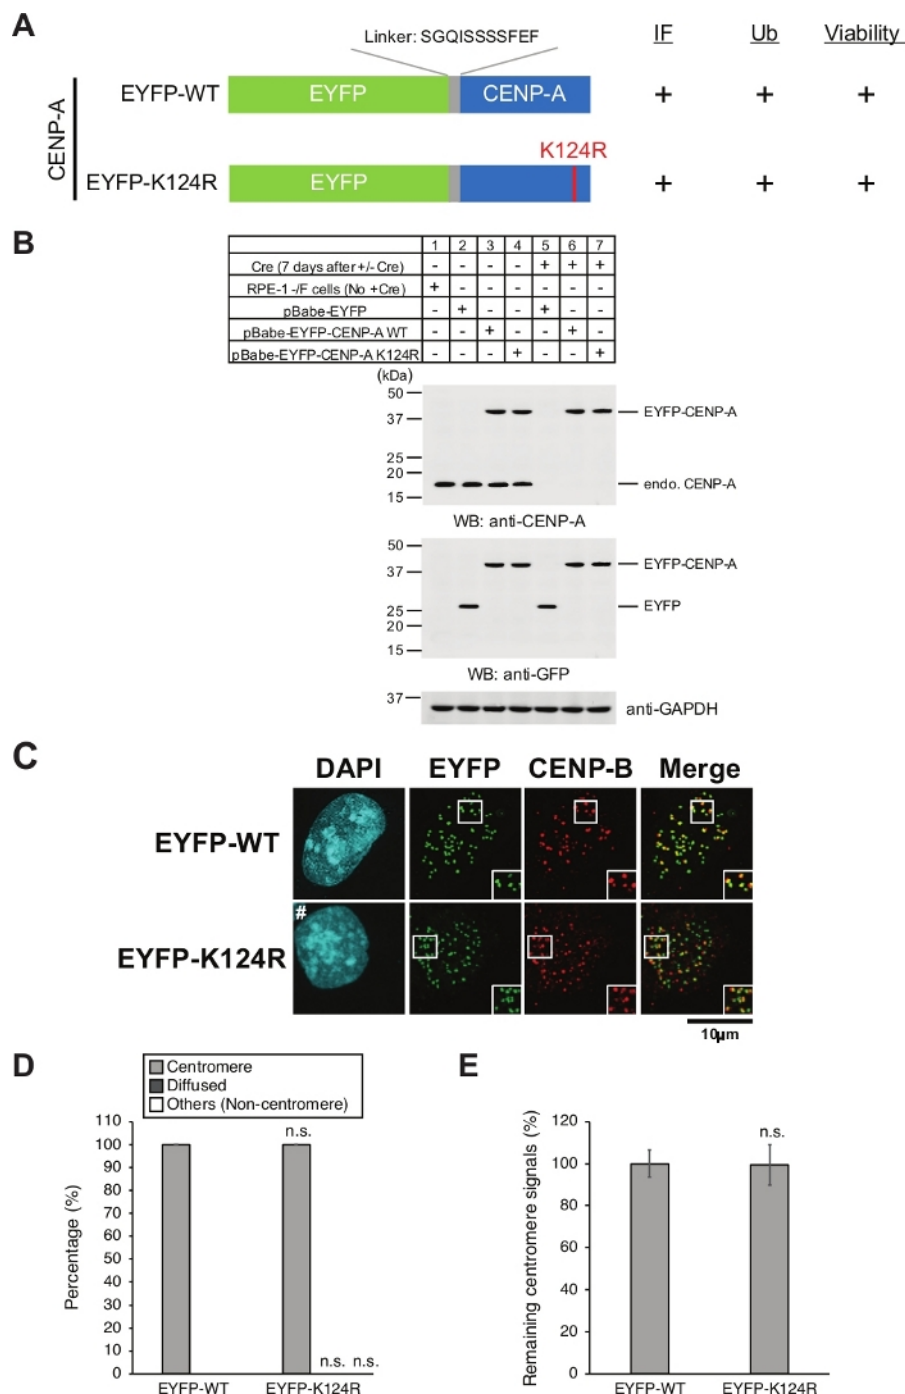 A
Linker: SGQISSSSFEF
IF Ub Viability
CENP-A
EYFP-WT EYFP CENP-A + + +
K124R
EYFP-K124R EYFP + + +
B
1 2 3 4 5 6 7
Cre (7 days after +/- Cre) - - - - + + +
RPE-1 -/F cells (No +Cre) + - - - - - -
pBabe-EYFP - + - - + - -
pBabe-EYFP-CENP-A WT - - + - - + -
pBabe-EYFP-CENP-A K124R - - - + - - +
(kDa)
50
37
25
20
15
EYFP-CENP-A
endo. CENP-A
WB: anti-CENP-A
50
37
25
20
15
EYFP-CENP-A
EYFP
WB: anti-GFP
37
anti-GAPDH
C
DAPI EYFP CENP-B Merge
EYFP-WT
#
EYFP-K124R
10μm
D
Centromere
Diffused
Others (Non-centromere)
Percentage (%)
110
100
90
80
70
60
50
40
30
20
10
0
n.s.
n.s. n.s.
EYFP-WT EYFP-K124R
E
Remaining centromere signals (%)
120
100
80
60
40
20
0
n.s.
EYFP-WT EYFP-K124R